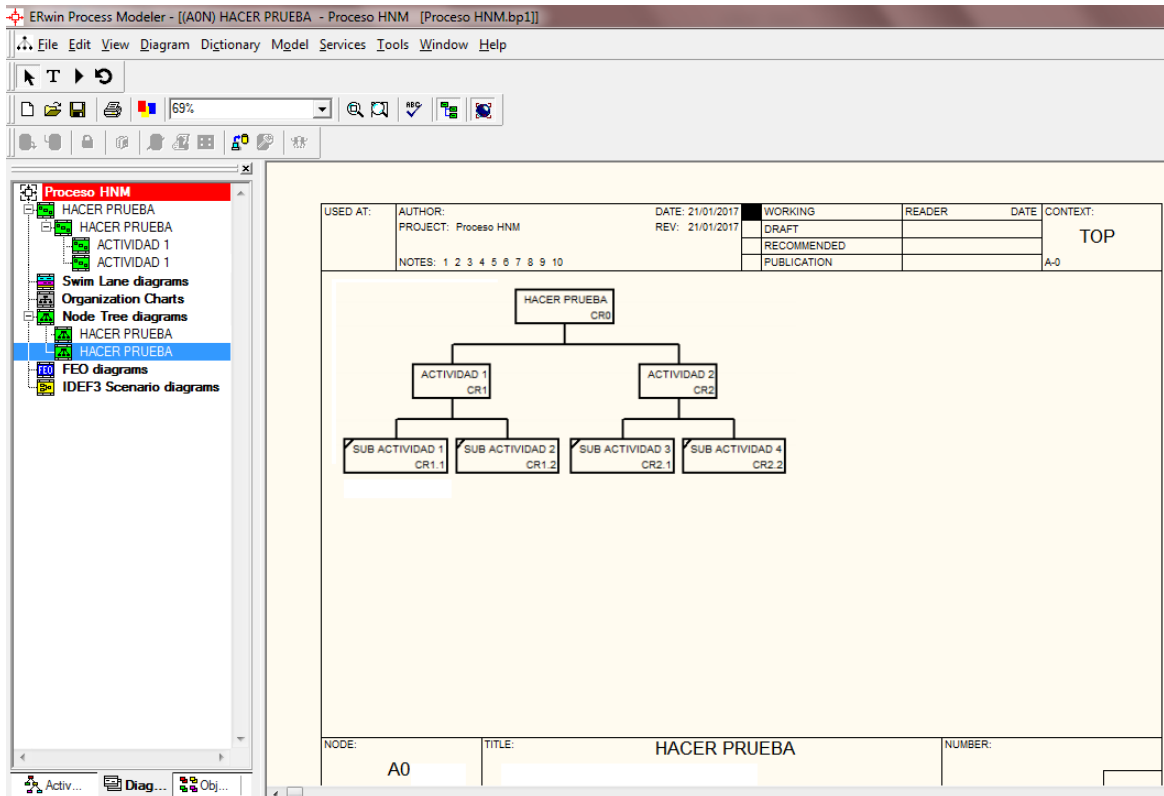 ERwin Process Modeler - [(A0N) HACER PRUEBA - Proceso HNM [Proceso HNM.bp1]]
File Edit View Diagram Dictionary Model Services Tools Window Help
T
69%
ABC
Proceso HNM
HACER PRUEBA
HACER PRUEBA
ACTIVIDAD 1
ACTIVIDAD 1
Swim Lane diagrams
Organization Charts
Node Tree diagrams
HACER PRUEBA
HACER PRUEBA
FEO FEO diagrams
IDEF3 Scenario diagrams
Activ... Diag... Obj...
USED AT: AUTHOR: DATE: 21/01/2017 WORKING READER DATE CONTEXT:
PROJECT: Proceso HNM REV: 21/01/2017 DRAFT TOP
RECOMMENDED
NOTES: 1 2 3 4 5 6 7 8 9 10 PUBLICATION A-0
HACER PRUEBA
CR0
ACTIVIDAD 1 ACTIVIDAD 2
CR1 CR2
SUB ACTIVIDAD 1 SUB ACTIVIDAD 2 SUB ACTIVIDAD 3 SUB ACTIVIDAD 4
CR1.1 CR1.2 CR2.1 CR2.2
NODE: TITLE: HACER PRUEBA NUMBER:
A0